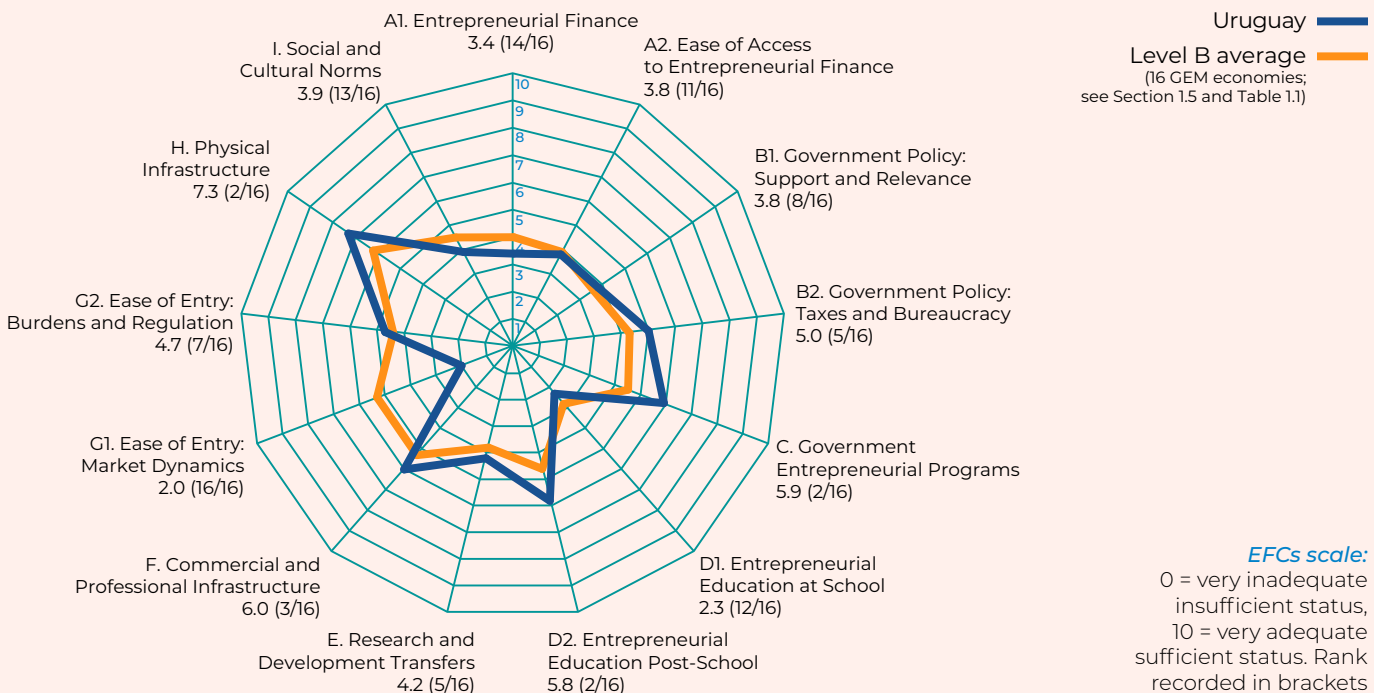 A1. Entrepreneurial Finance
3.4 (14/16)
A2. Ease of Access
to Entrepreneurial Finance
3.8 (11/16)
B1. Government Policy:
Support and Relevance
3.8 (8/16)
B2. Government Policy:
Taxes and Bureaucracy
5.0 (5/16)
C. Government
Entrepreneurial Programs
5.9 (2/16)
D1. Entrepreneurial
Education at School
2.3 (12/16)
D2. Entrepreneurial
Education Post-School
5.8 (2/16)
E. Research and
Development Transfers
4.2 (5/16)
F. Commercial and
Professional Infrastructure
6.0 (3/16)
G1. Ease of Entry:
Market Dynamics
2.0 (16/16)
G2. Ease of Entry:
Burdens and Regulation
4.7 (7/16)
H. Physical
Infrastructure
7.3 (2/16)
I. Social and
Cultural Norms
3.9 (13/16)
10
9
8
7
6
5
4
3
2
1
Uruguay
Level B average
(16 GEM economies;
see Section 1.5 and Table 1.1)
EFCs scale:
0 = very inadequate
insufficient status,
10 = very adequate
sufficient status. Rank
recorded in brackets